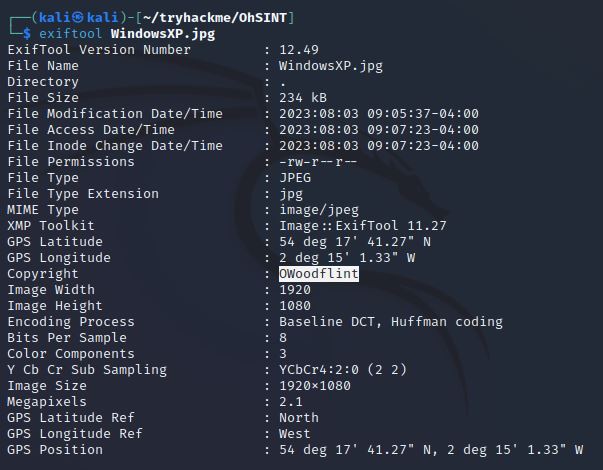 ┌──(kali㉿kali)-[~/tryhackme/OhSINT]
└─$ exiftool WindowsXP.jpg
ExifTool Version Number : 12.49
File Name : WindowsXP.jpg
Directory : .
File Size : 234 kB
File Modification Date/Time : 2023:08:03 09:05:37-04:00
File Access Date/Time : 2023:08:03 09:07:23-04:00
File Inode Change Date/Time : 2023:08:03 09:07:23-04:00
File Permissions : -rw-r--r--
File Type : JPEG
File Type Extension : jpg
MIME Type : image/jpeg
XMP Toolkit : Image::ExifTool 11.27
GPS Latitude : 54 deg 17' 41.27" N
GPS Longitude : 2 deg 15' 1.33" W
Copyright : OWoodflint
Image Width : 1920
Image Height : 1080
Encoding Process : Baseline DCT, Huffman coding
Bits Per Sample : 8
Color Components : 3
Y Cb Cr Sub Sampling : YCbCr4:2:0 (2 2)
Image Size : 1920×1080
Megapixels : 2.1
GPS Latitude Ref : North
GPS Longitude Ref : West
GPS Position : 54 deg 17' 41.27" N, 2 deg 15' 1.33" W